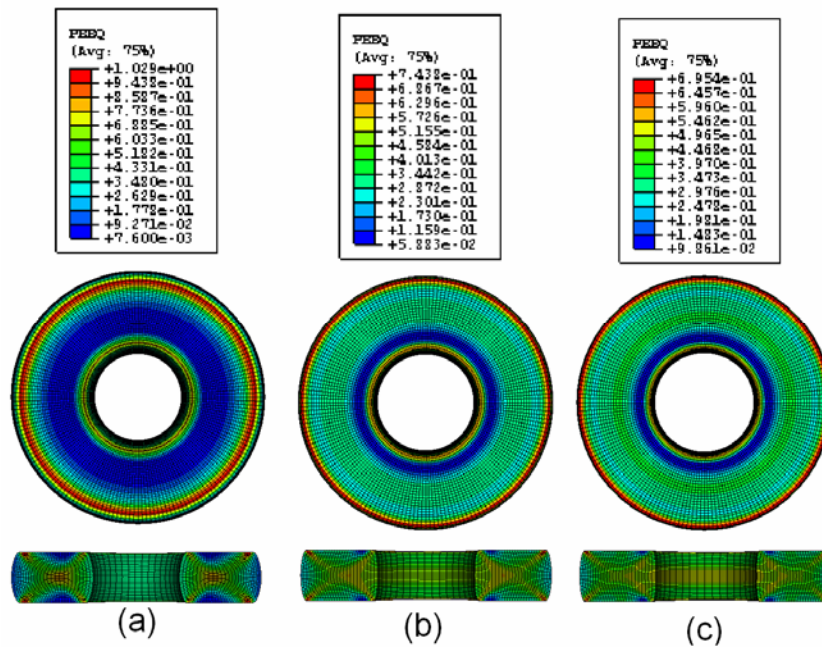 PEEQ
(Avg: 75%)
+1.029e+00
+9.438e-01
+8.587e-01
+7.736e-01
+6.885e-01
+6.033e-01
+5.182e-01
+4.331e-01
+3.480e-01
+2.629e-01
+1.778e-01
+9.271e-02
+7.600e-03
PEEQ
(Avg: 75%)
+7.438e-01
+6.867e-01
+6.296e-01
+5.726e-01
+5.155e-01
+4.584e-01
+4.013e-01
+3.442e-01
+2.872e-01
+2.301e-01
+1.730e-01
+1.159e-01
+5.883e-02
PEEQ
(Avg: 75%)
+6.954e-01
+6.457e-01
+5.960e-01
+5.462e-01
+4.965e-01
+4.468e-01
+3.970e-01
+3.473e-01
+2.976e-01
+2.478e-01
+1.981e-01
+1.483e-01
+9.861e-02
(a)
(b)
(c)